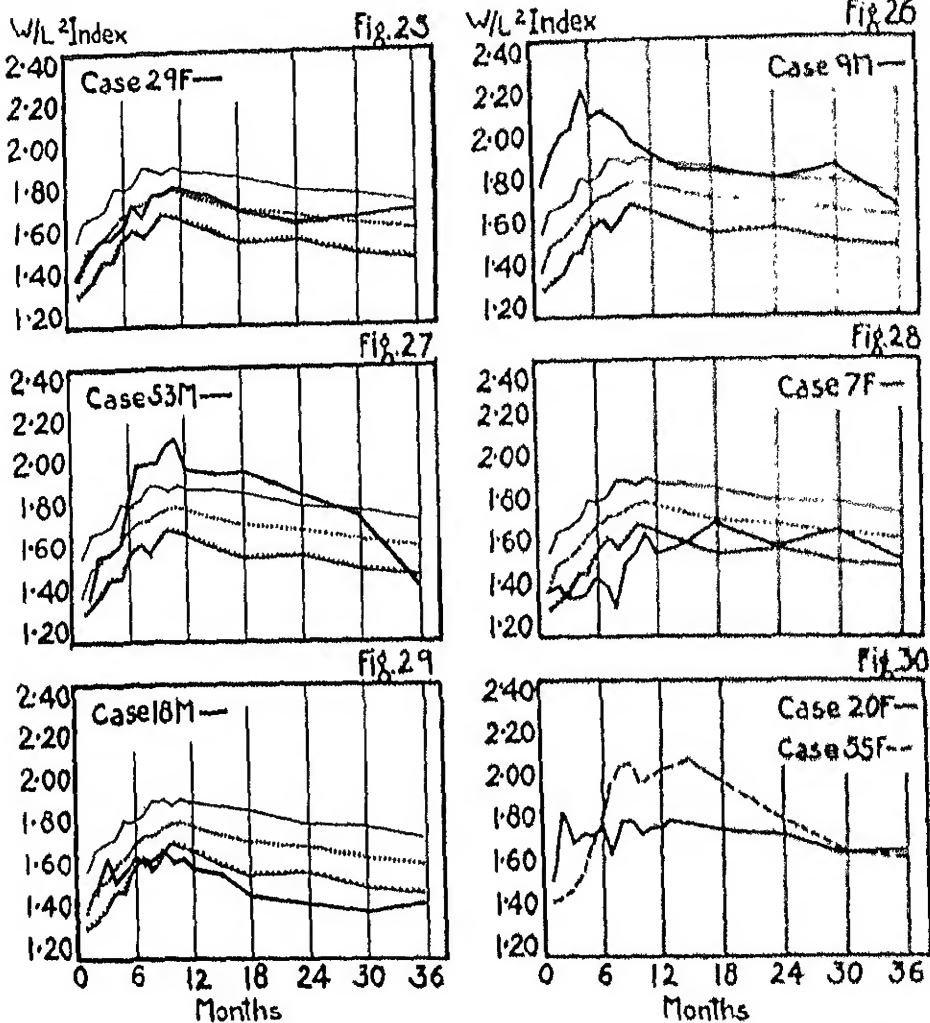 W/L² Index Fig.25
2.40
Case 29F—
2.20
2.00
1.80
1.60
1.40
1.20
W/L² Index Fig.26
2.40
Case 9M—
2.20
2.00
1.80
1.60
1.40
1.20
Fig.27
2.40
Case 53M—
2.20
2.00
1.80
1.60
1.40
1.20
Fig.28
2.40
Case 7F—
2.20
2.00
1.80
1.60
1.40
1.20
Fig.29
2.40
Case 18M—
2.20
2.00
1.80
1.60
1.40
1.20
0 6 12 18 24 30 36
Months
Fig.30
2.40
Case 20F—
2.20
Case 55F--
2.00
1.80
1.60
1.40
1.20
0 6 12 18 24 30 36
Months